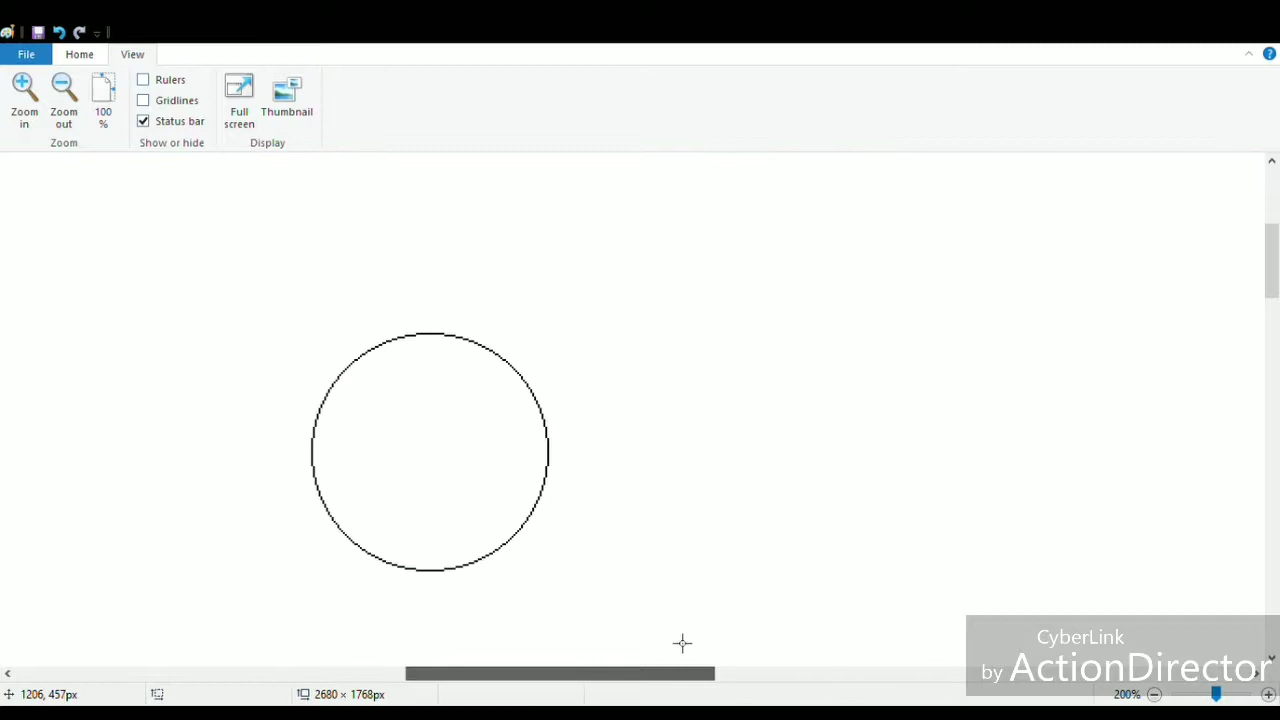 File Home View
Rulers
Gridlines
Status bar
Zoom in
Zoom out
100 %
Full screen
Thumbnail
Zoom
Show or hide
Display
CyberLink
by ActionDirector
1206, 457px
2680 × 1768px
200%